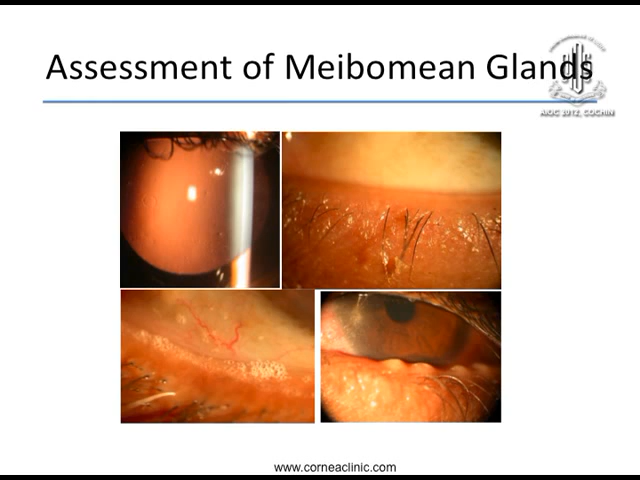 Assessment of Meibomean Glands
AIOC 2012, COCHIN
www.corneaclinic.com